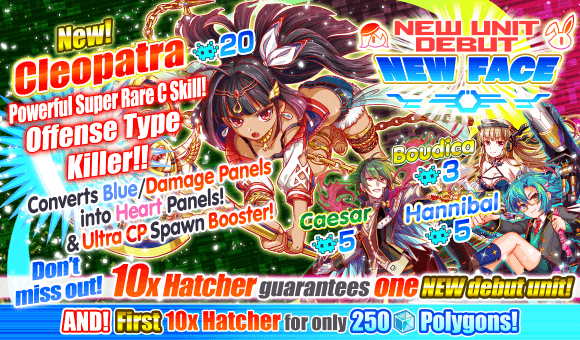 New!
Cleopatra 20
Powerful Super Rare C Skill!
Offense Type
Killer!!
Converts Blue/Damage Panels
into Heart Panels!
& Ultra CP Spawn Booster!
NEW UNIT
DEBUT
NEW FACE
Boudica
3
Caesar
5
Hannibal
5
Don't
miss out!
10x Hatcher guarantees one NEW debut unit!
AND! First 10x Hatcher for only 250 Polygons!